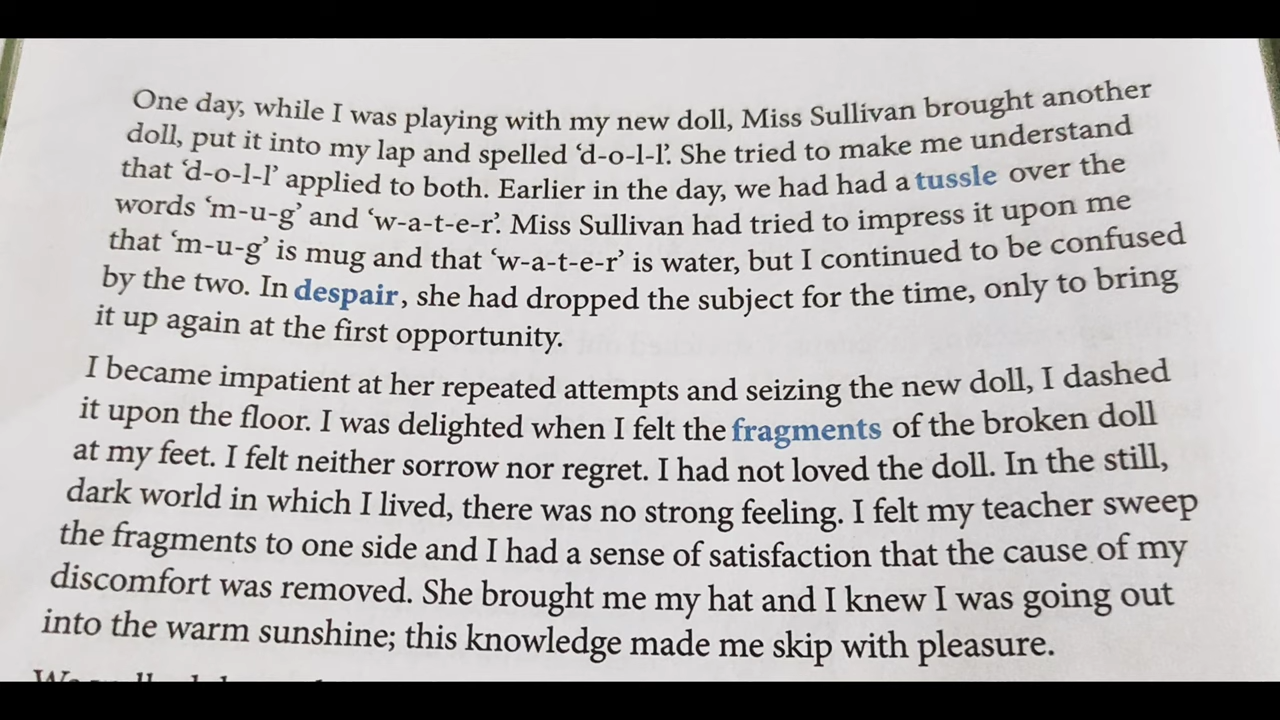 One day, while I was playing with my new doll, Miss Sullivan brought another
doll, put it into my lap and spelled ‘d-o-l-l’. She tried to make me understand
that ‘d-o-l-l’ applied to both. Earlier in the day, we had had a tussle over the
words ‘m-u-g’ and ‘w-a-t-e-r’. Miss Sullivan had tried to impress it upon me
that ‘m-u-g’ is mug and that ‘w-a-t-e-r’ is water, but I continued to be confused
by the two. In despair, she had dropped the subject for the time, only to bring
it up again at the first opportunity.
I became impatient at her repeated attempts and seizing the new doll, I dashed
it upon the floor. I was delighted when I felt the fragments of the broken doll
at my feet. I felt neither sorrow nor regret. I had not loved the doll. In the still,
dark world in which I lived, there was no strong feeling. I felt my teacher sweep
the fragments to one side and I had a sense of satisfaction that the cause of my
discomfort was removed. She brought me my hat and I knew I was going out
into the warm sunshine; this knowledge made me skip with pleasure.